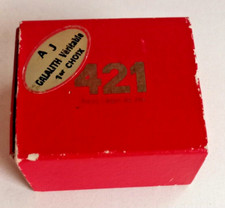 A J
GALALITH Véritable
1er CHOIX
421